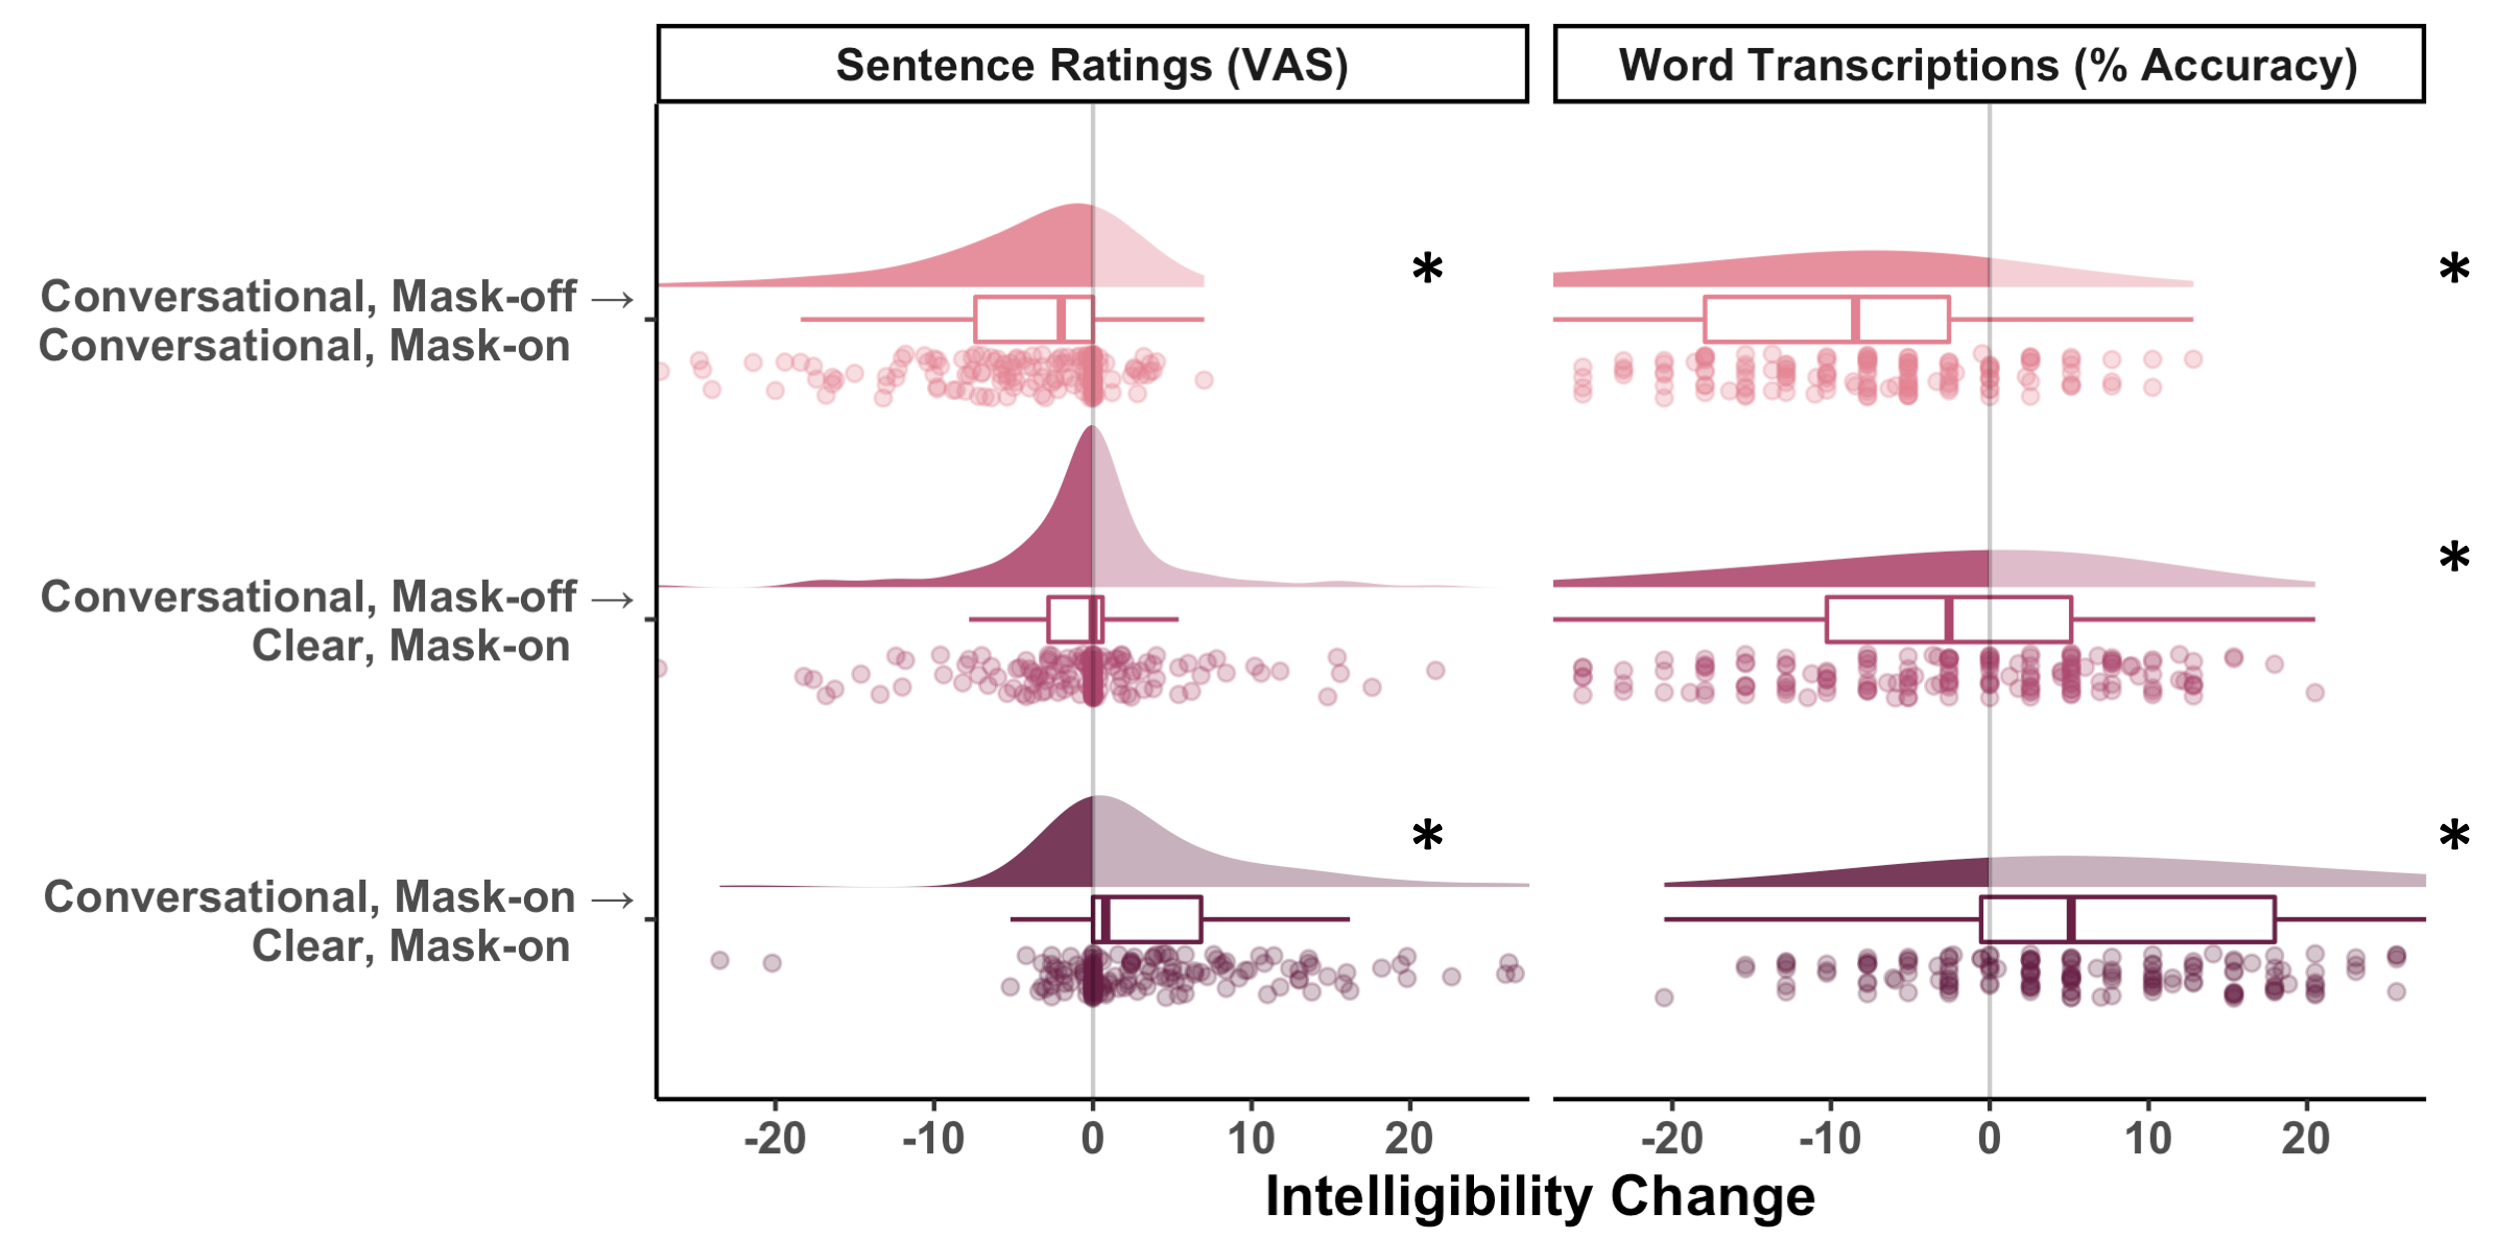 Sentence Ratings (VAS)
Word Transcriptions (% Accuracy)
Conversational, Mask-off →
Conversational, Mask-on
*
*
Conversational, Mask-off →
Clear, Mask-on
*
Conversational, Mask-on →
Clear, Mask-on
*
*
-20 -10 0 10 20
-20 -10 0 10 20
Intelligibility Change